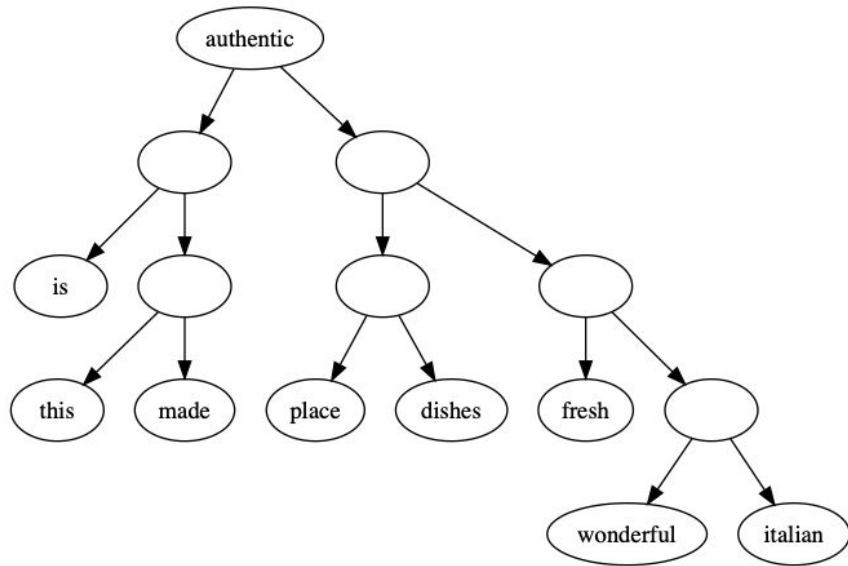 authentic
is
this
made
place
dishes
fresh
wonderful
italian